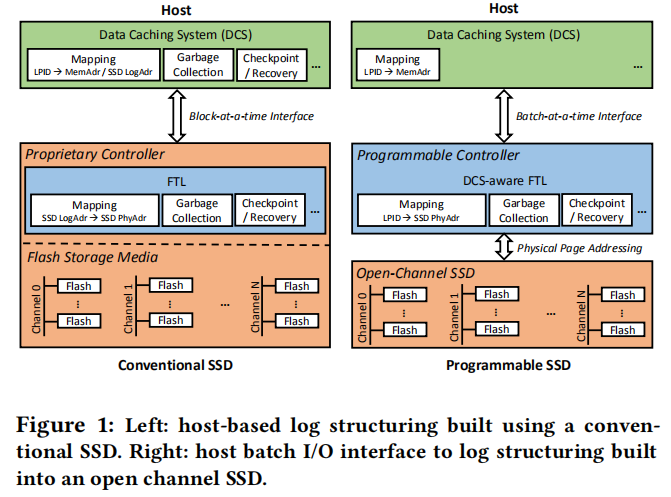 Host
Data Caching System (DCS)
Mapping
LPID → MemAdr / SSD LogAdr
Garbage
Collection
Checkpoint
/ Recovery
...
Block-at-a-time Interface
Proprietary Controller
FTL
Mapping
SSD LogAdr → SSD PhyAdr
Garbage
Collection
Checkpoint
/ Recovery
...
Flash Storage Media
Channel 0
Flash
⋮
Flash
Channel 1
Flash
⋮
Flash
...
Channel N
Flash
⋮
Flash
Conventional SSD
Host
Data Caching System (DCS)
Mapping
LPID → MemAdr
...
Batch-at-a-time Interface
Programmable Controller
DCS-aware FTL
Mapping
LPID → SSD PhyAdr
Garbage
Collection
Checkpoint
/ Recovery
...
Physical Page Addressing
Open-Channel SSD
Channel 0
Flash
⋮
Flash
Channel 1
Flash
⋮
Flash
...
Channel N
Flash
⋮
Flash
Programmable SSD
Figure 1: Left: host-based log structuring built using a conven-
tional SSD. Right: host batch I/O interface to log structuring built
into an open channel SSD.